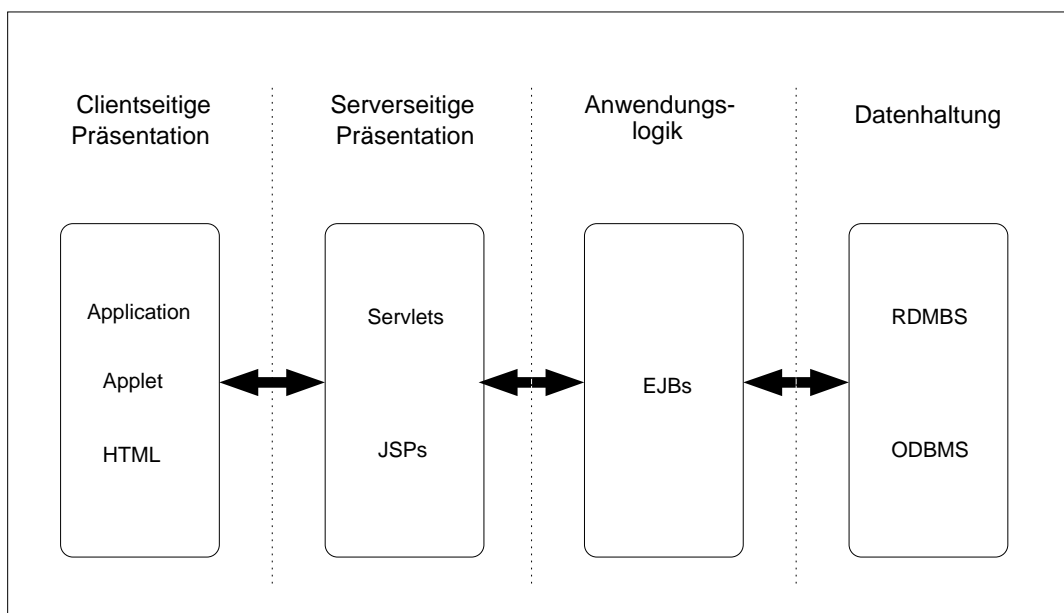 Clientseitige
Präsentation
Serverseitige
Präsentation
Anwendungs-
logik
Datenhaltung
Application
Applet
HTML
Servlets
JSPs
EJBs
RDMBS
ODBMS